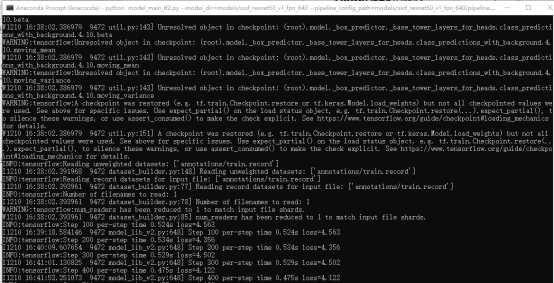 Anaconda Prompt (Anaconda) - python model_main_tf2.py --model_dir=models/ssd_resnet50_v1_fpn_640 --pipeline_config_path=models/ssd_resnet50_v1_fpn_640/pipeline....
10.beta
W1210 16:38:02.386979 9472 util.py:143] Unresolved object in checkpoint: (root).model._box_predictor._base_tower_layers_for_heads.class_predicti
ons_with_background.4.10.beta
WARNING:tensorflow:Unresolved object in checkpoint: (root).model._box_predictor._base_tower_layers_for_heads.class_predictions_with_background.4.
10.moving_mean
W1210 16:38:02.386979 9472 util.py:143] Unresolved object in checkpoint: (root).model._box_predictor._base_tower_layers_for_heads.class_predicti
ons_with_background.4.10.moving_mean
WARNING:tensorflow:Unresolved object in checkpoint: (root).model._box_predictor._base_tower_layers_for_heads.class_predictions_with_background.4.
10.moving_variance
W1210 16:38:02.386979 9472 util.py:143] Unresolved object in checkpoint: (root).model._box_predictor._base_tower_layers_for_heads.class_predicti
ons_with_background.4.10.moving_variance
WARNING:tensorflow:A checkpoint was restored (e.g. tf.train.Checkpoint.restore or tf.keras.Model.load_weights) but not all checkpointed values we
re used. See above for specific issues. Use expect_partial() on the load status object, e.g. tf.train.Checkpoint.restore(...).expect_partial(), t
o silence these warnings, or use assert_consumed() to make the check explicit. See https://www.tensorflow.org/guide/checkpoint#loading_mechanics
for details.
W1210 16:38:02.386979 9472 util.py:151] A checkpoint was restored (e.g. tf.train.Checkpoint.restore or tf.keras.Model.load_weights) but not all
checkpointed values were used. See above for specific issues. Use expect_partial() on the load status object, e.g. tf.train.Checkpoint.restore(..
.).expect_partial(), to silence these warnings, or use assert_consumed() to make the check explicit. See https://www.tensorflow.org/guide/checkpo
int#loading_mechanics for details.
INFO:tensorflow:Reading unweighted datasets: ['annotations/train.record']
I1210 16:38:02.391968 9472 dataset_builder.py:148] Reading unweighted datasets: ['annotations/train.record']
INFO:tensorflow:Reading record datasets for input file: ['annotations/train.record']
I1210 16:38:02.393961 9472 dataset_builder.py:77] Reading record datasets for input file: ['annotations/train.record']
INFO:tensorflow:Number of filenames to read: 1
I1210 16:38:02.393961 9472 dataset_builder.py:78] Number of filenames to read: 1
WARNING:tensorflow:num_readers has been reduced to 1 to match input file shards.
W1210 16:38:02.393961 9472 dataset_builder.py:85] num_readers has been reduced to 1 to match input file shards.
INFO:tensorflow:Step 100 per-step time 0.524s loss=4.563
I1210 16:39:18.584146 9472 model_lib_v2.py:648] Step 100 per-step time 0.524s loss=4.563
INFO:tensorflow:Step 200 per-step time 0.534s loss=4.356
I1210 16:40:09.607654 9472 model_lib_v2.py:648] Step 200 per-step time 0.534s loss=4.356
INFO:tensorflow:Step 300 per-step time 0.529s loss=4.502
I1210 16:41:01.130825 9472 model_lib_v2.py:648] Step 300 per-step time 0.529s loss=4.502
INFO:tensorflow:Step 400 per-step time 0.475s loss=4.122
I1210 16:41:52.251073 9472 model_lib_v2.py:648] Step 400 per-step time 0.475s loss=4.122